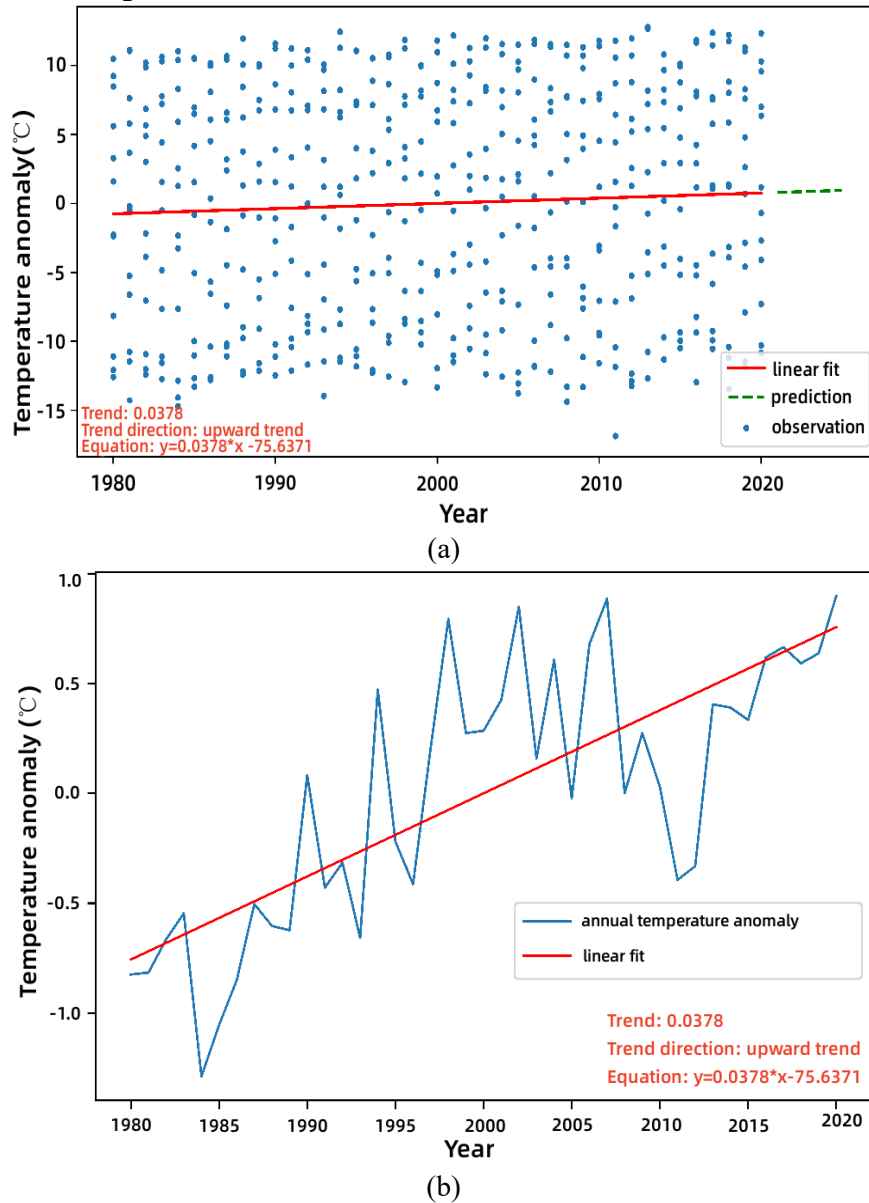 Temperature anomaly(℃)
10
5
0
-5
-10
-15
linear fit
prediction
observation
Trend: 0.0378
Trend direction: upward trend
Equation: y=0.0378*x -75.6371
1980 1990 2000 2010 2020
Year
(a)
Temperature anomaly (℃)
1.0
0.5
0.0
-0.5
-1.0
annual temperature anomaly
linear fit
Trend: 0.0378
Trend direction: upward trend
Equation: y=0.0378*x-75.6371
1980 1985 1990 1995 2000 2005 2010 2015 2020
Year
(b)